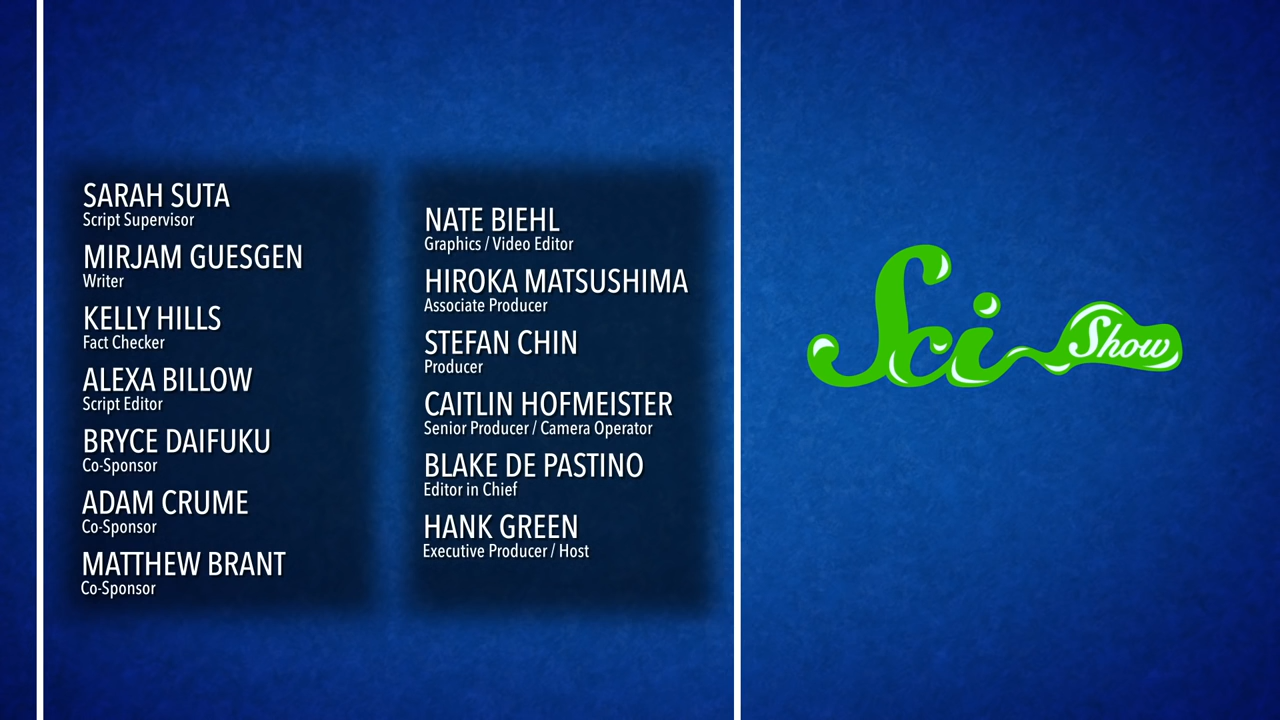 SARAH SUTA
Script Supervisor
MIRJAM GUESGEN
Writer
KELLY HILLS
Fact Checker
ALEXA BILLOW
Script Editor
BRYCE DAIFUKU
Co-Sponsor
ADAM CRUME
Co-Sponsor
MATTHEW BRANT
Co-Sponsor
NATE BIEHL
Graphics / Video Editor
HIROKA MATSUSHIMA
Associate Producer
STEFAN CHIN
Producer
CAITLIN HOFMEISTER
Senior Producer / Camera Operator
BLAKE DE PASTINO
Editor in Chief
HANK GREEN
Executive Producer / Host
Sci Show